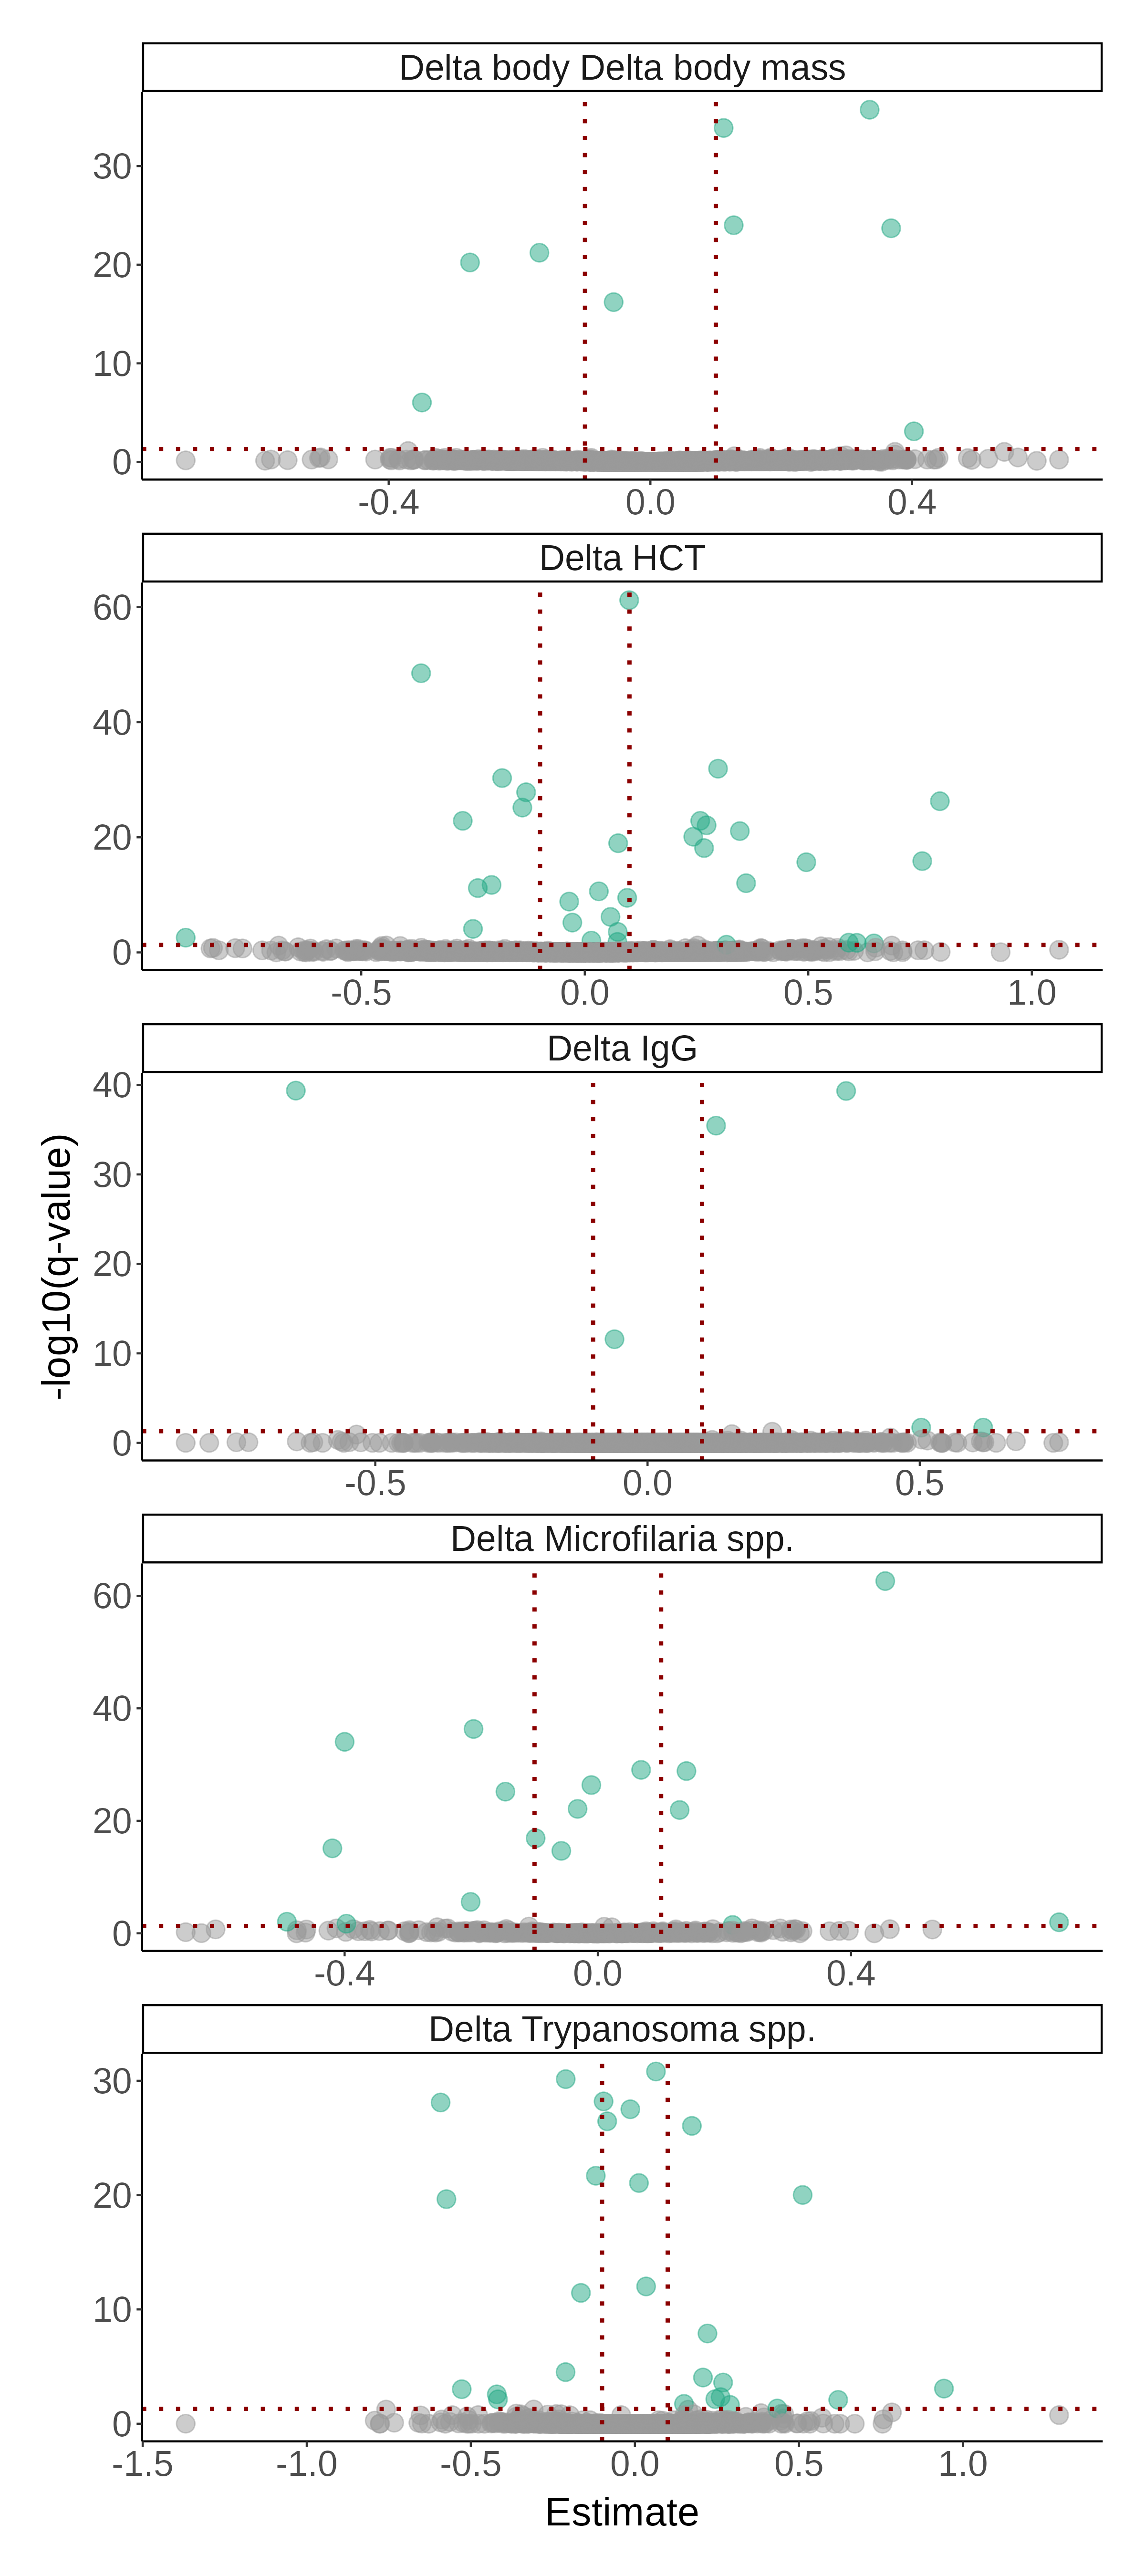 Delta body Delta body mass
30
20
10
0
-0.4 0.0 0.4
Delta HCT
60
40
20
0
-0.5 0.0 0.5 1.0
Delta IgG
40
30
20
10
0
-0.5 0.0 0.5
-log10(q-value)
Delta Microfilaria spp.
60
40
20
0
-0.4 0.0 0.4
Delta Trypanosoma spp.
30
20
10
0
-1.5 -1.0 -0.5 0.0 0.5 1.0
Estimate